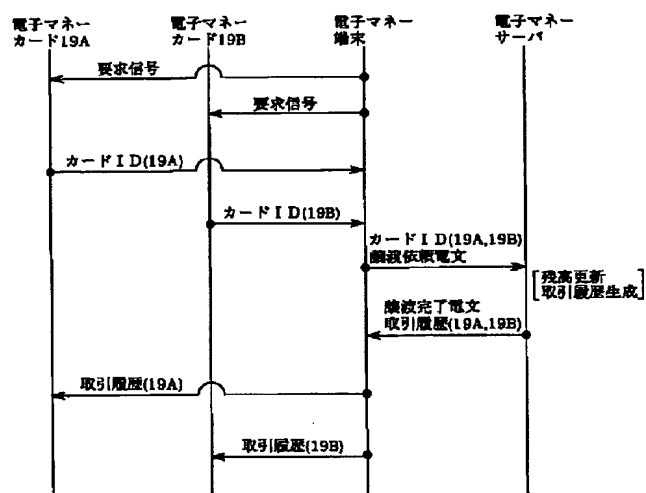 電子マネー
カード19A
電子マネー
カード19B
電子マネー
端末
電子マネー
サーバ
要求信号
要求信号
カードID(19A)
カードID(19B)
カードID(19A,19B)
譲渡依頼電文
残高更新
取引履歴生成
譲渡完了電文
取引履歴(19A,19B)
取引履歴(19A)
取引履歴(19B)